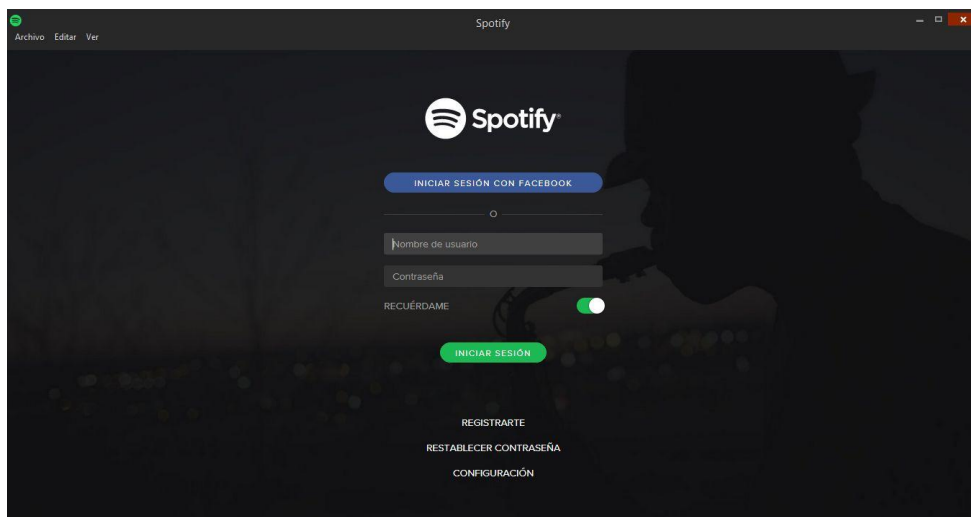 Spotify
Archivo Editar Ver
Spotify®
INICIAR SESIÓN CON FACEBOOK
O
Nombre de usuario
Contraseña
RECUÉRDAME
INICIAR SESIÓN
REGISTRARTE
RESTABLECER CONTRASEÑA
CONFIGURACIÓN